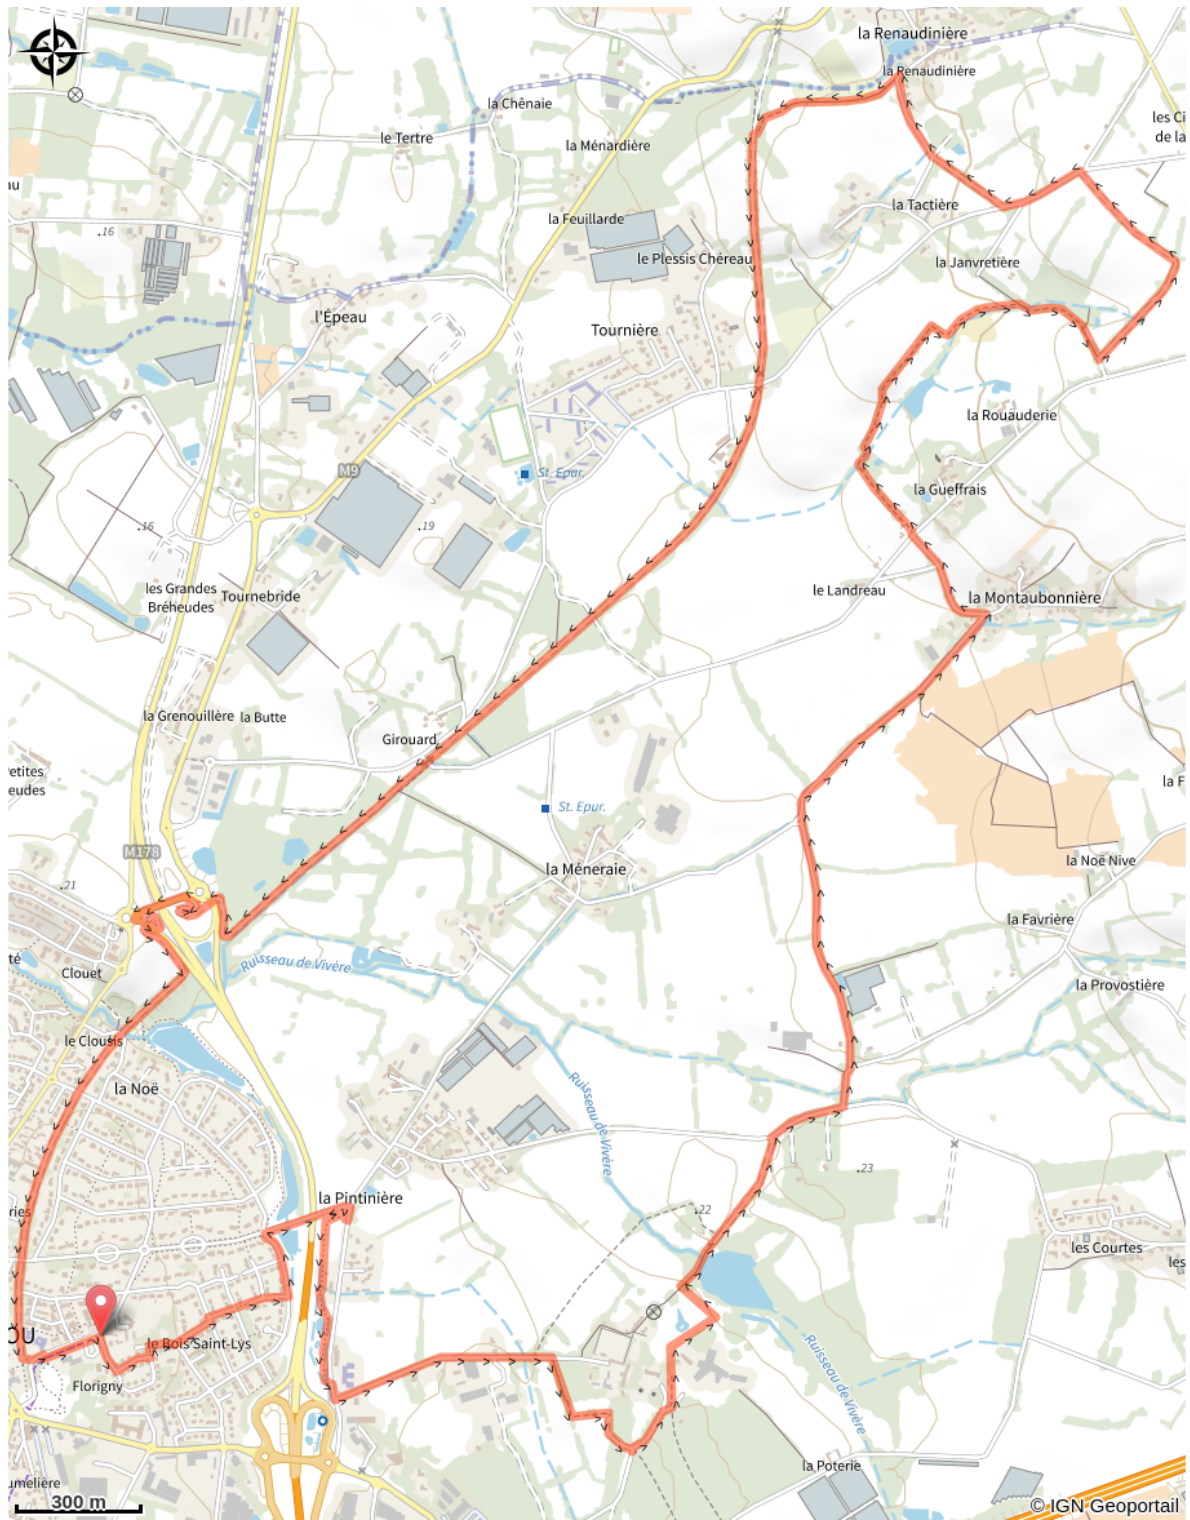 la Renaudinière
la Renaudinière
la Chênaie
le Tertre
la Ménardière
les Ci
de la
au
la Feuillarde
la Tactière
.16
le Plessis Chéreau
la Janvretière
l'Épeau
Tournière
la Rouauderie
M9
St. Epur.
la Gueffrais
.16
.19
les Grandes
Bréheudes
Tournebride
le Landreau
la Montaubonnière
la Grenouillère
la Butte
Girouard
etites
eudes
la F
St. Epur.
M178
la Méneraie
la Noë Nive
.21
la Favrière
té
Clouet
Ruisseau de Vivère
la Provostière
le Clousis
la Noë
Ruisseau de Vivère
.23
la Pintinière
ries
.22
les Courtes
les
OU
le Bois Saint-Lys
Ruisseau de Vivère
Florigny
la Poterie
umelière
300 m
© IGN Geoportail